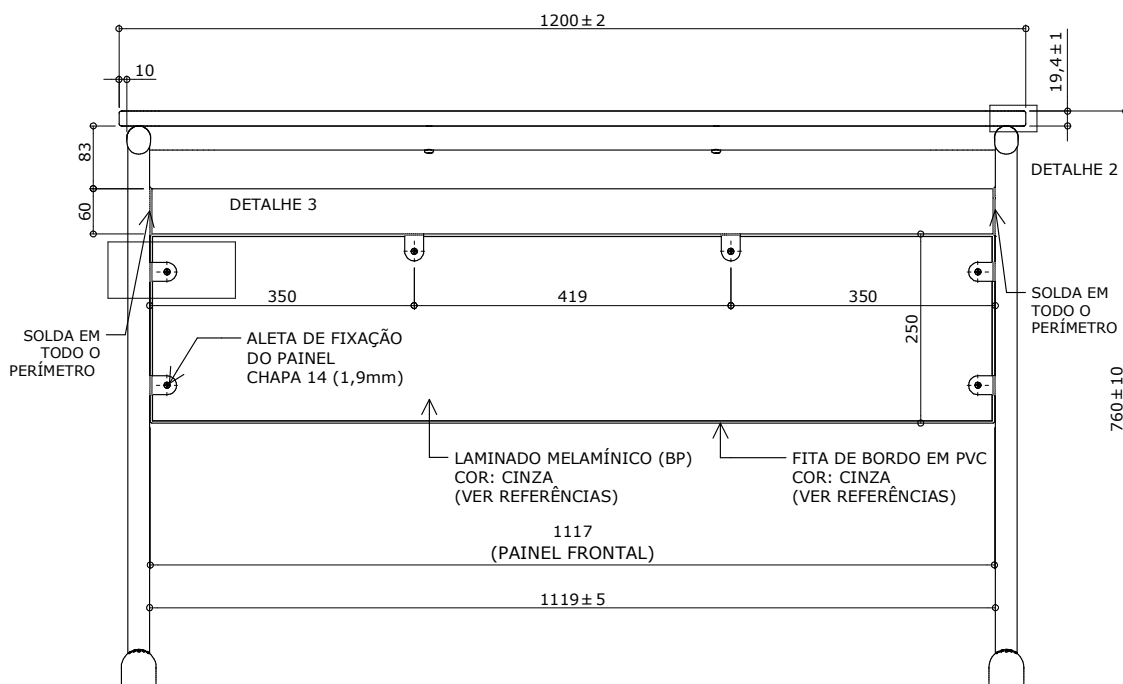 1200±2
10
19,4±1
83
DETALHE 2
60
DETALHE 3
350
419
350
250
SOLDA EM
TODO O
PERÍMETRO
SOLDA EM
TODO O
PERÍMETRO
ALETA DE FIXAÇÃO
DO PAINEL
CHAPA 14 (1,9mm)
760±10
LAMINADO MELAMÍNICO (BP)
COR: CINZA
(VER REFERÊNCIAS)
FITA DE BORDO EM PVC
COR: CINZA
(VER REFERÊNCIAS)
1117
(PAINEL FRONTAL)
1119±5